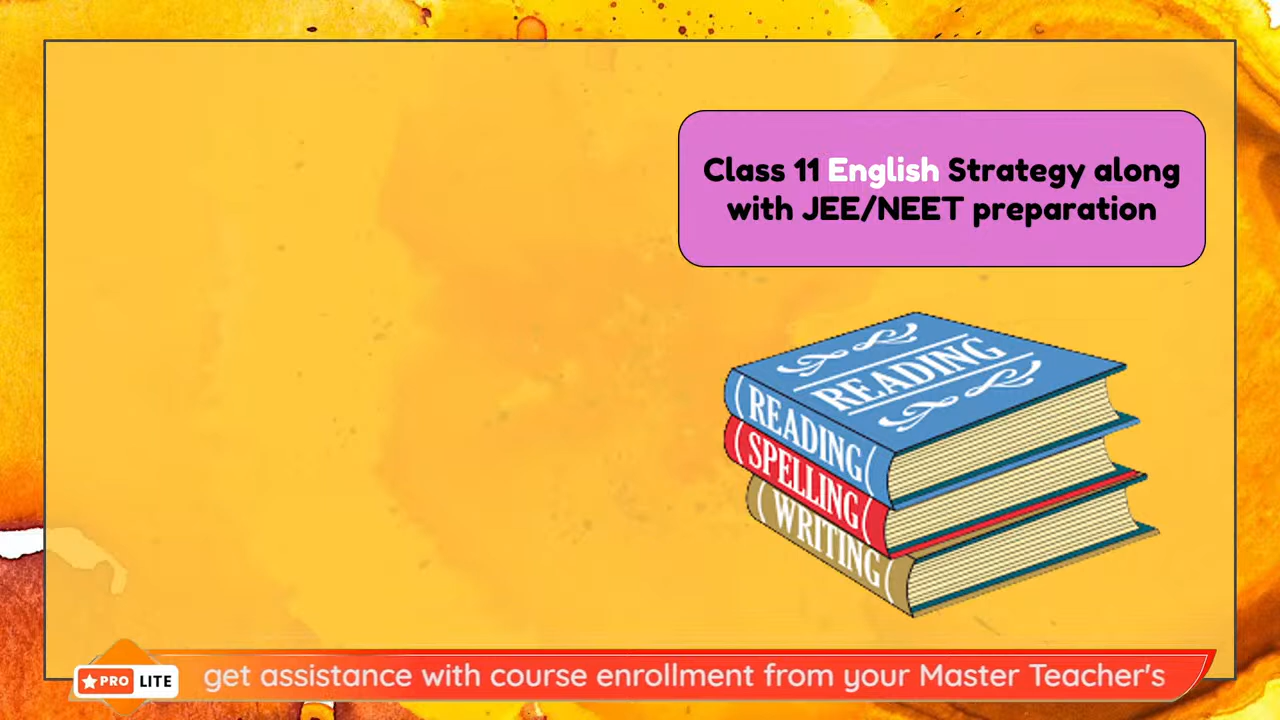 Class 11 English Strategy along
with JEE/NEET preparation
READING
READING
SPELLING
WRITING
PRO LITE
get assistance with course enrollment from your Master Teacher's